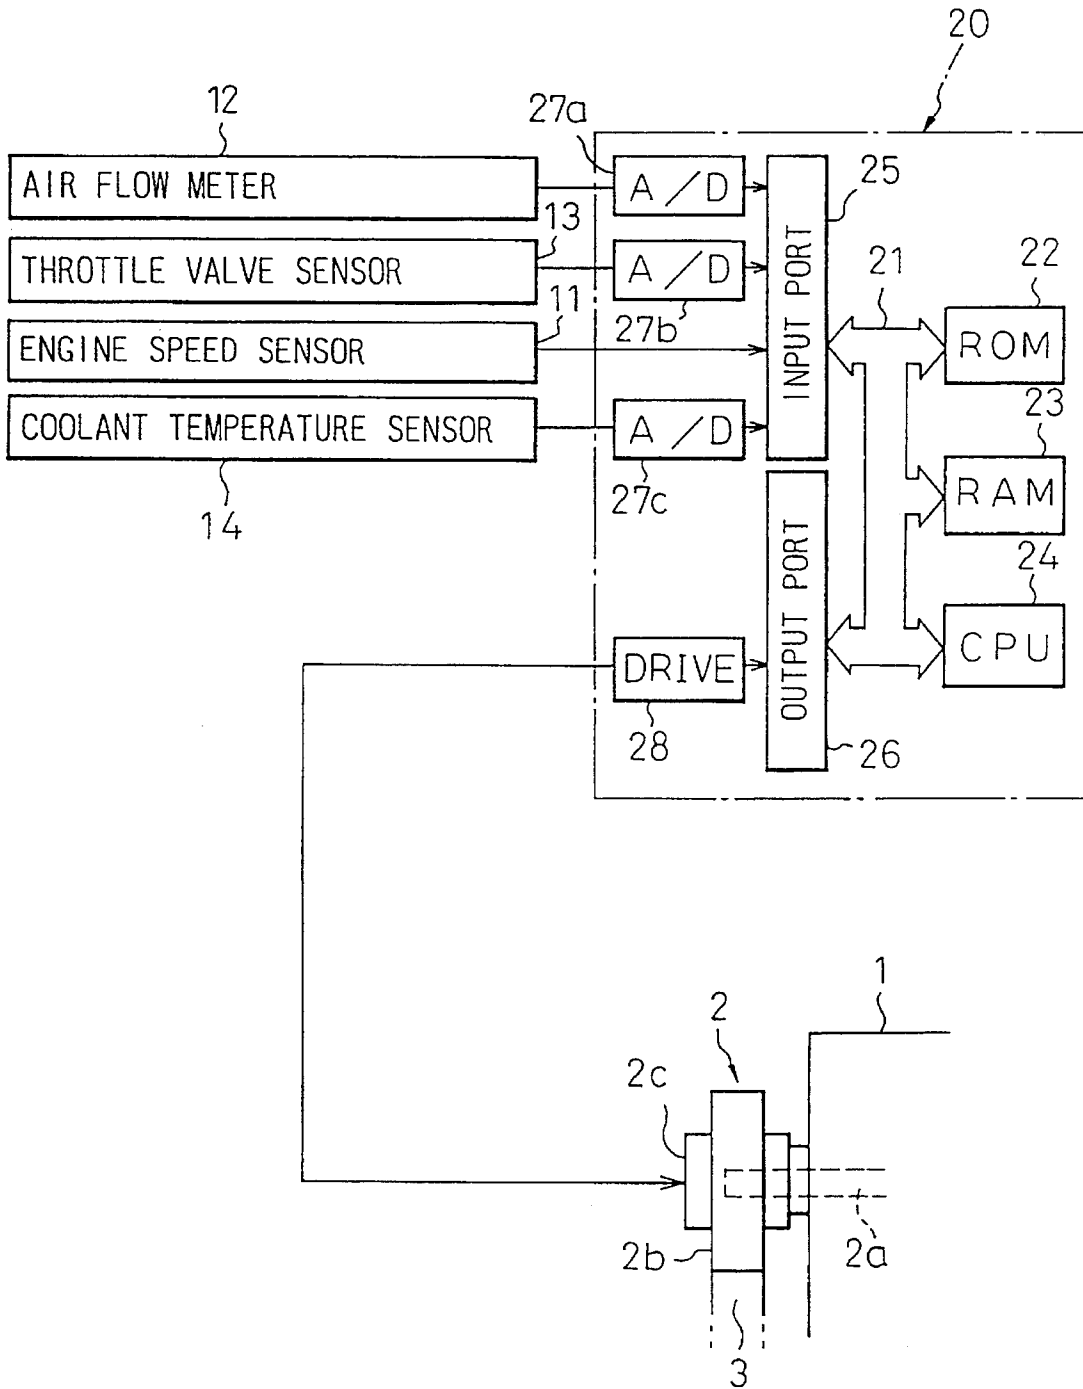 20
12
27a
AIR FLOW METER
A/D
25
13
THROTTLE VALVE SENSOR
A/D
INPUT PORT
21
22
11
27b
ENGINE SPEED SENSOR
ROM
23
COOLANT TEMPERATURE SENSOR
A/D
27c
RAM
14
OUTPUT PORT
24
CPU
DRIVE
28
26
1
2
2c
2b
2a
3